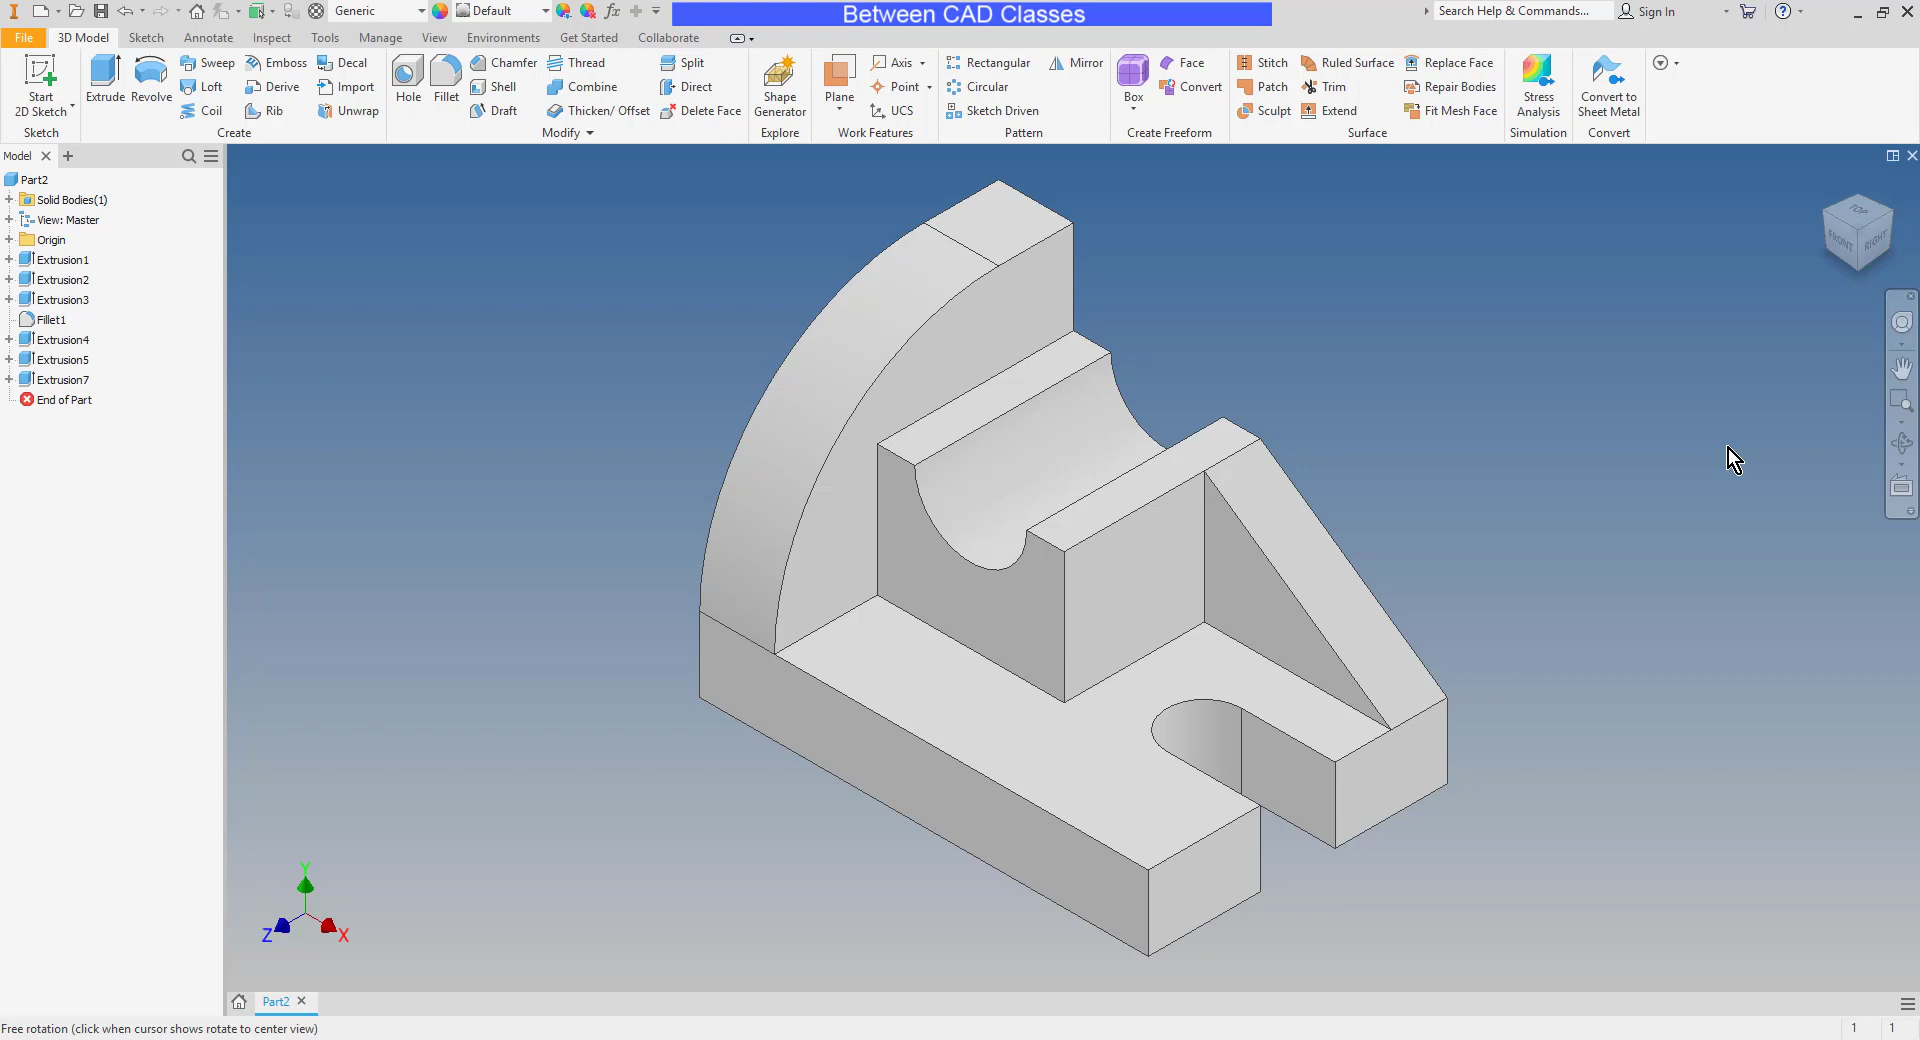 Generic
Default
Between CAD Classes
Search Help & Commands...
Sign In
File
3D Model
Sketch
Annotate
Inspect
Tools
Manage
View
Environments
Get Started
Collaborate
Start
2D Sketch
Sketch
Extrude
Revolve
Sweep
Emboss
Decal
Loft
Derive
Import
Coil
Rib
Unwrap
Create
Hole
Fillet
Chamfer
Thread
Split
Shell
Combine
Direct
Draft
Thicken/ Offset
Delete Face
Modify
Shape
Generator
Explore
Plane
Axis
Point
UCS
Work Features
Rectangular
Mirror
Circular
Sketch Driven
Pattern
Box
Face
Convert
Create Freeform
Stitch
Ruled Surface
Replace Face
Patch
Trim
Repair Bodies
Sculpt
Extend
Fit Mesh Face
Surface
Stress
Analysis
Simulation
Convert to
Sheet Metal
Convert
Model
Part2
Solid Bodies(1)
View: Master
Origin
Extrusion1
Extrusion2
Extrusion3
Fillet1
Extrusion4
Extrusion5
Extrusion7
End of Part
TOP
FRONT
RIGHT
Y
Z
X
Part2
Free rotation (click when cursor shows rotate to center view)
1
1